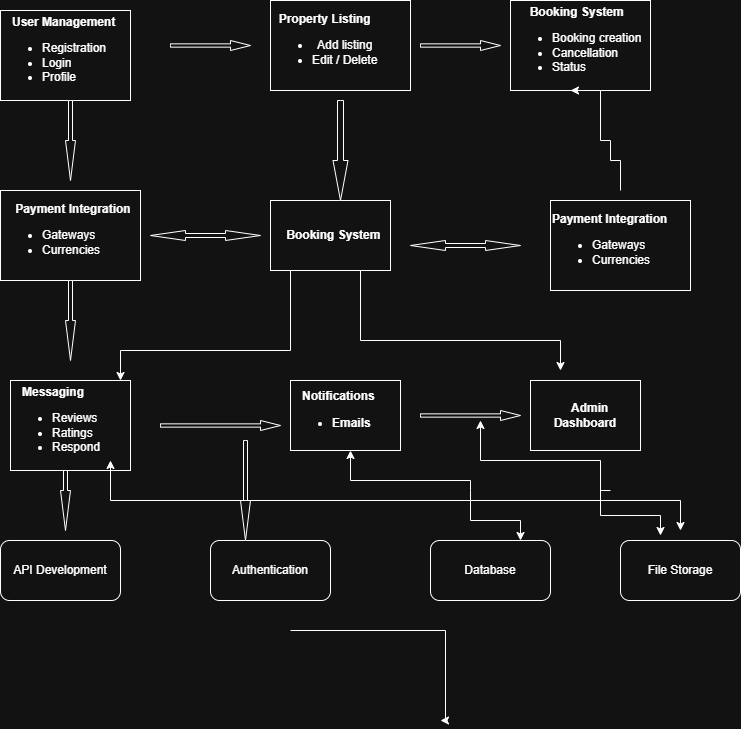 User Management
• Registration
• Login
• Profile
Property Listing
• Add listing
• Edit / Delete
Booking System
• Booking creation
• Cancellation
• Status
Payment Integration
• Gateways
• Currencies
Booking System
Payment Integration
• Gateways
• Currencies
Messaging
• Reviews
• Ratings
• Respond
Notifications
• Emails
Admin
Dashboard
API Development
Authentication
Database
File Storage